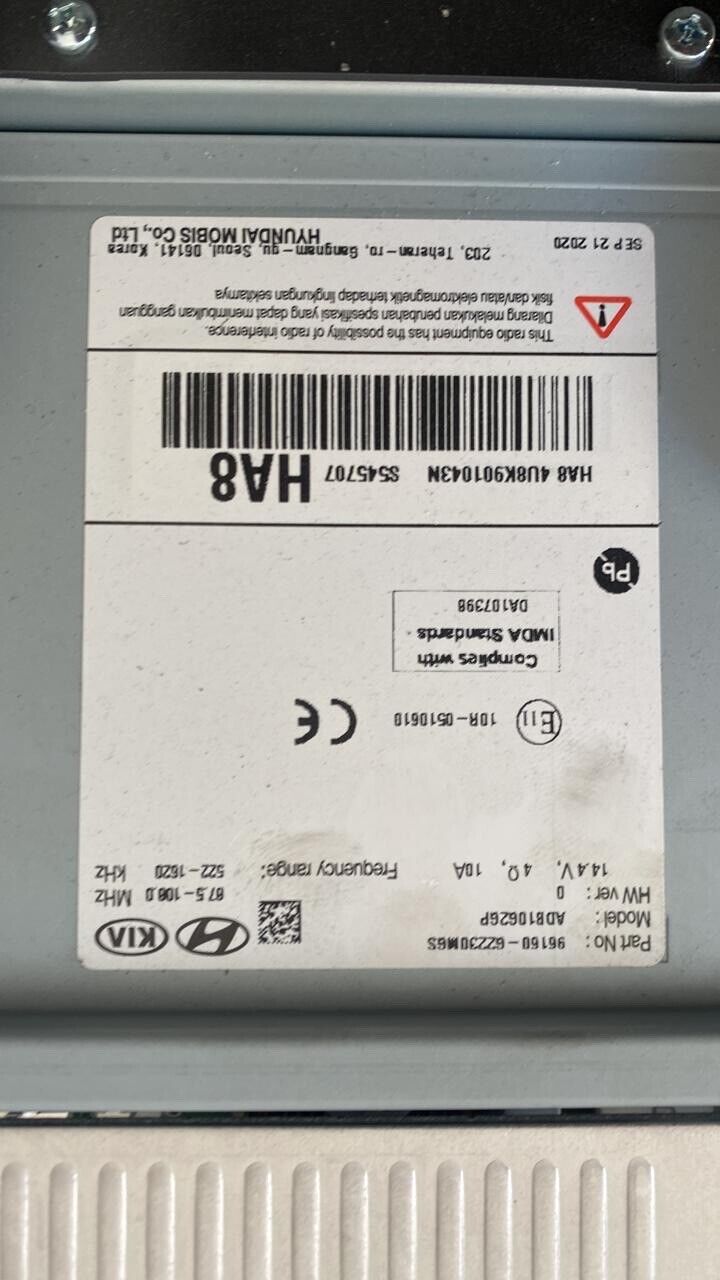 Part No: 96160-G2230MGS
Model: ADB10G2GP
HW ver: 0
14.4V, 4Ω, 10A
Frequency range:
87.5-108.0 MHz
522-1620 kHz
KIA
E11
10R-0510610
CE
Complies with
IMDA Standards
DA107398
Pb
HA8 4U8K901043N S545707
HA8
This radio equipment has the possibility of radio interference.
Dilarang melakukan perubahan spesifikasi yang dapat menimbulkan gangguan
fisik dan/atau elektromagnetik terhadap lingkungan sekitarnya
SEP 21 2020
203, Teheran-ro, Gangnam-gu, Seoul, 06141, Korea
HYUNDAI MOBIS Co., Ltd